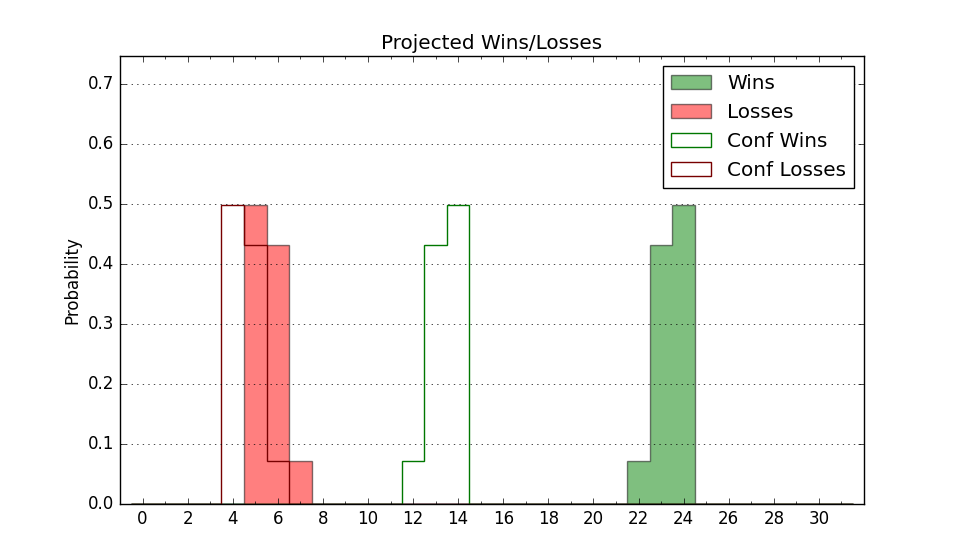 Projected Wins/Losses
Probability
0.7
0.6
0.5
0.4
0.3
0.2
0.1
0.0
Wins
Losses
Conf Wins
Conf Losses
0 2 4 6 8 10 12 14 16 18 20 22 24 26 28 30